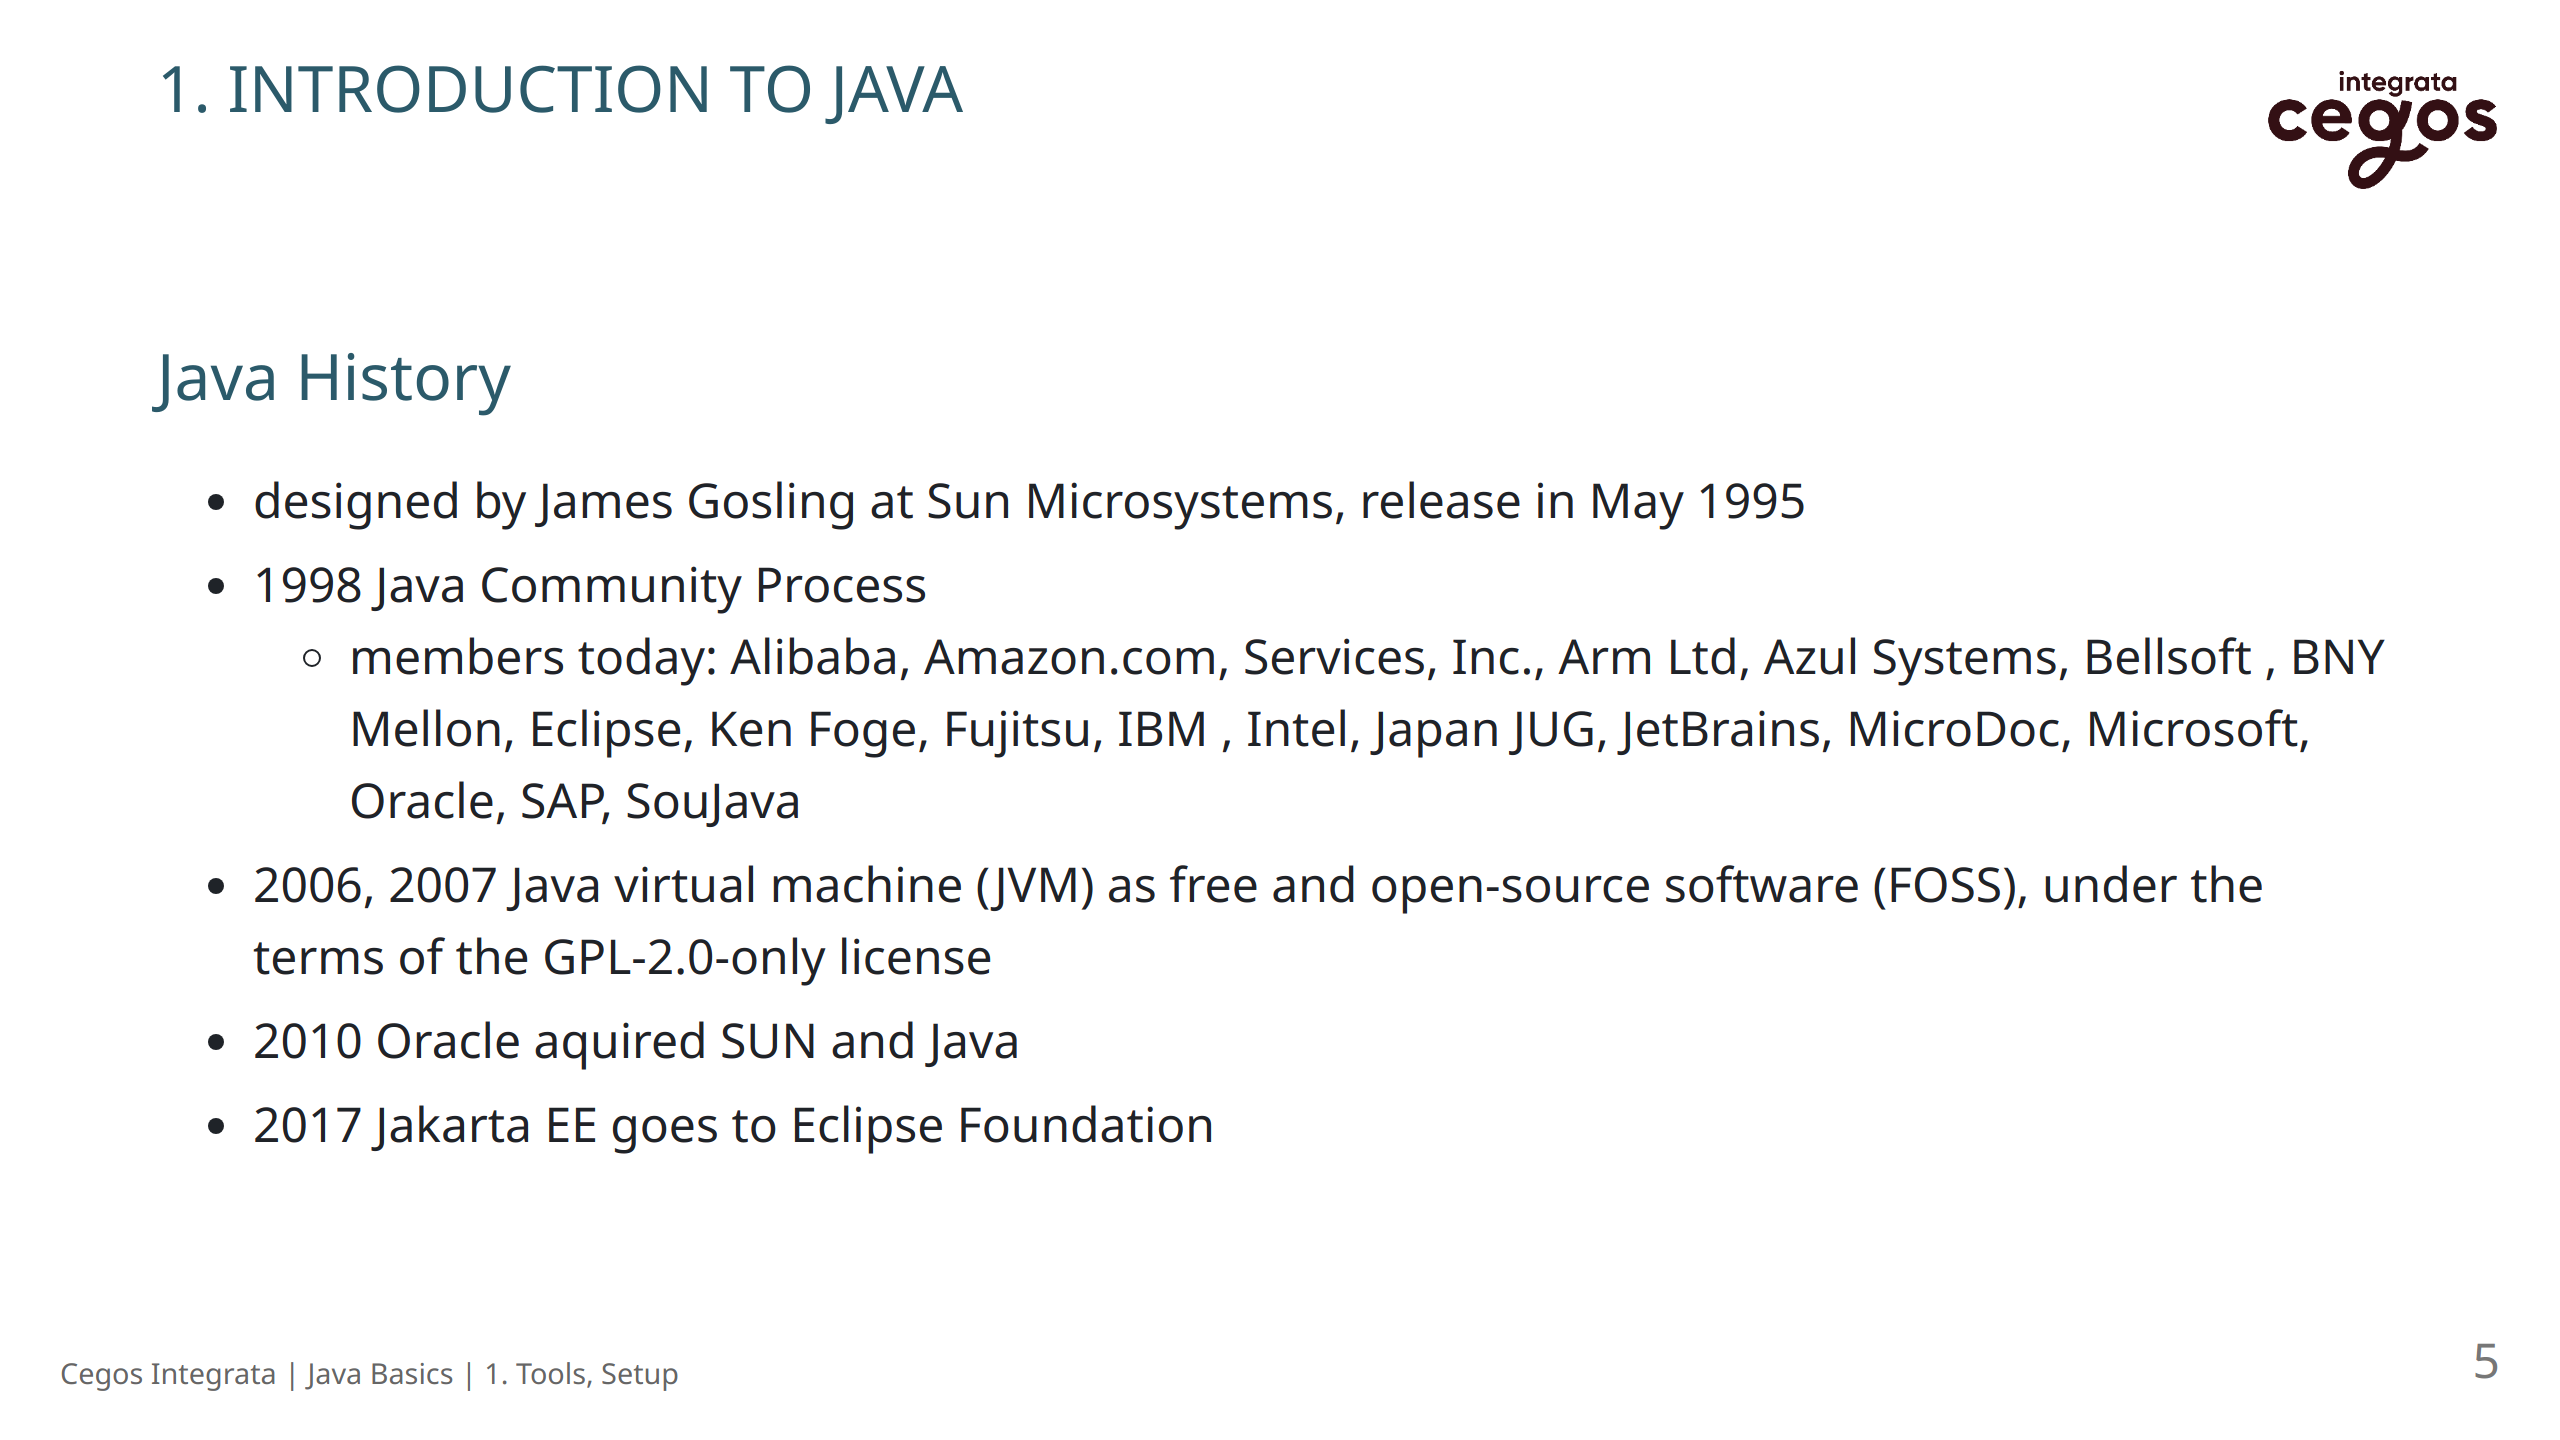 1. INTRODUCTION TO JAVA
integrata
cegos
Java History
• designed by James Gosling at Sun Microsystems, release in May 1995
• 1998 Java Community Process
○ members today: Alibaba, Amazon.com, Services, Inc., Arm Ltd, Azul Systems, Bellsoft , BNY
Mellon, Eclipse, Ken Foge, Fujitsu, IBM , Intel, Japan JUG, JetBrains, MicroDoc, Microsoft,
Oracle, SAP, SouJava
• 2006, 2007 Java virtual machine (JVM) as free and open-source software (FOSS), under the
terms of the GPL-2.0-only license
• 2010 Oracle aquired SUN and Java
• 2017 Jakarta EE goes to Eclipse Foundation
Cegos Integrata | Java Basics | 1. Tools, Setup
5